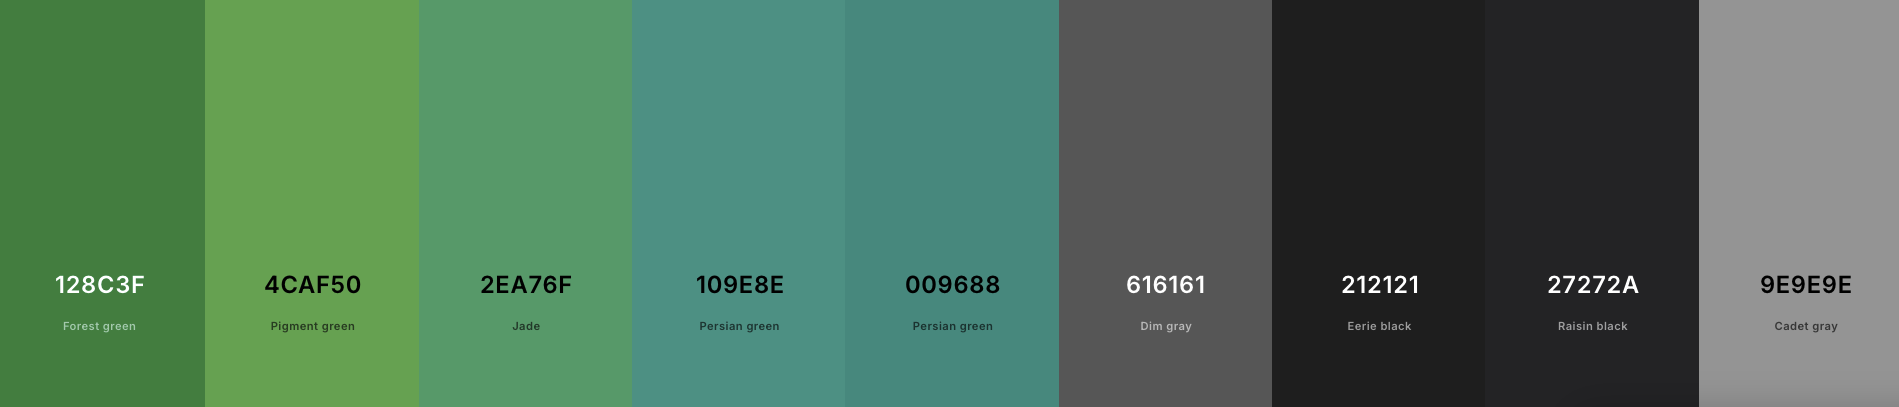 128C3F
Forest green
4CAF50
Pigment green
2EA76F
Jade
109E8E
Persian green
009688
Persian green
616161
Dim gray
212121
Eerie black
27272A
Raisin black
9E9E9E
Cadet gray